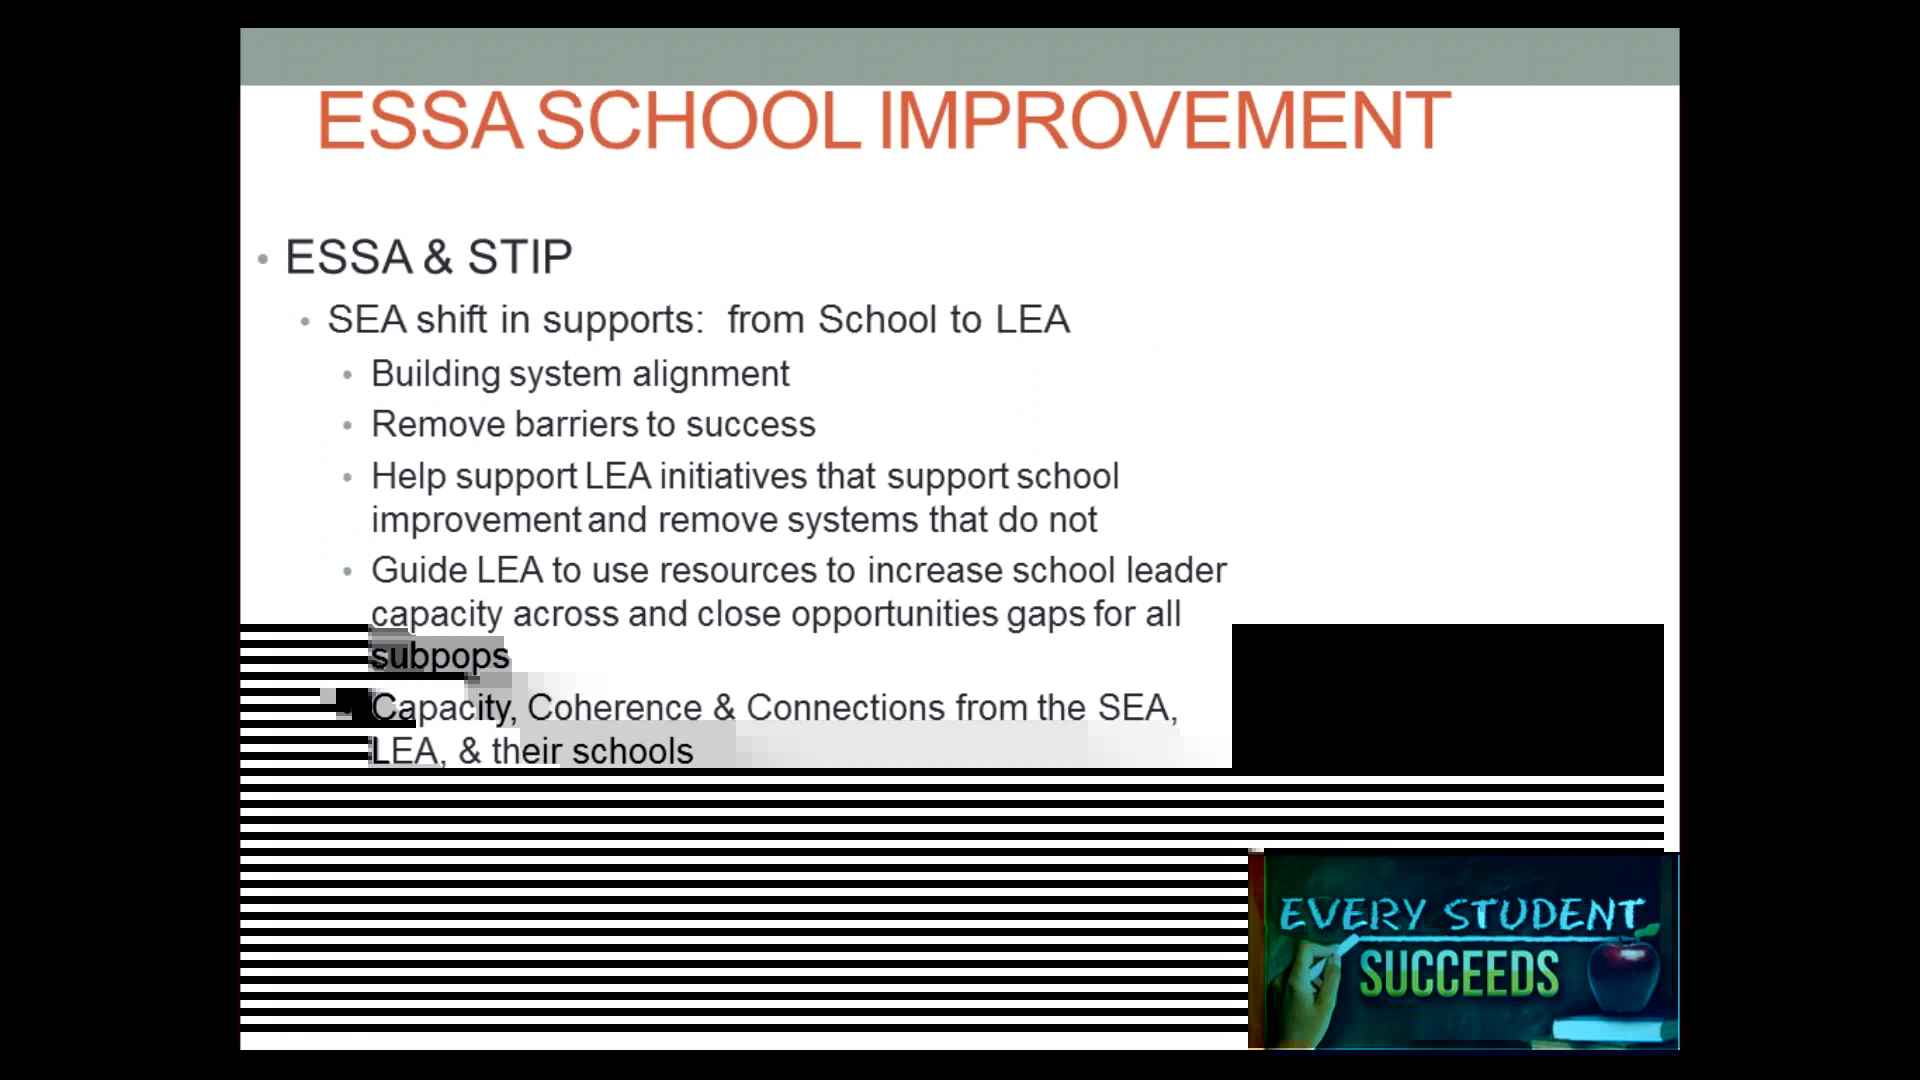 ESSA SCHOOL IMPROVEMENT
• ESSA & STIP
• SEA shift in supports: from School to LEA
• Building system alignment
• Remove barriers to success
• Help support LEA initiatives that support school
improvement and remove systems that do not
• Guide LEA to use resources to increase school leader
capacity across and close opportunities gaps for all
subpops
Capacity, Coherence & Connections from the SEA,
LEA, & their schools
EVERY STUDENT
SUCCEEDS